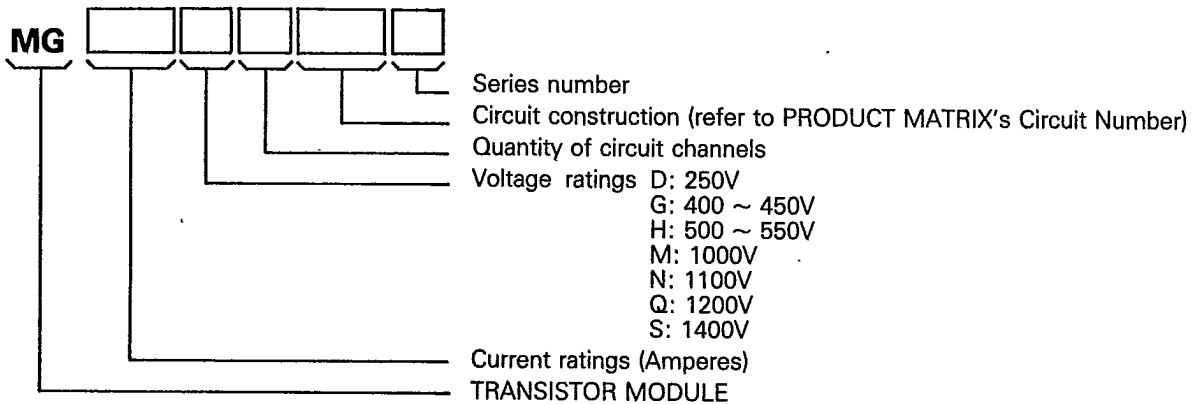 MG
Series number
Circuit construction (refer to PRODUCT MATRIX's Circuit Number)
Quantity of circuit channels
Voltage ratings D: 250V
G: 400 ~ 450V
H: 500 ~ 550V
M: 1000V
N: 1100V
Q: 1200V
S: 1400V
Current ratings (Amperes)
TRANSISTOR MODULE